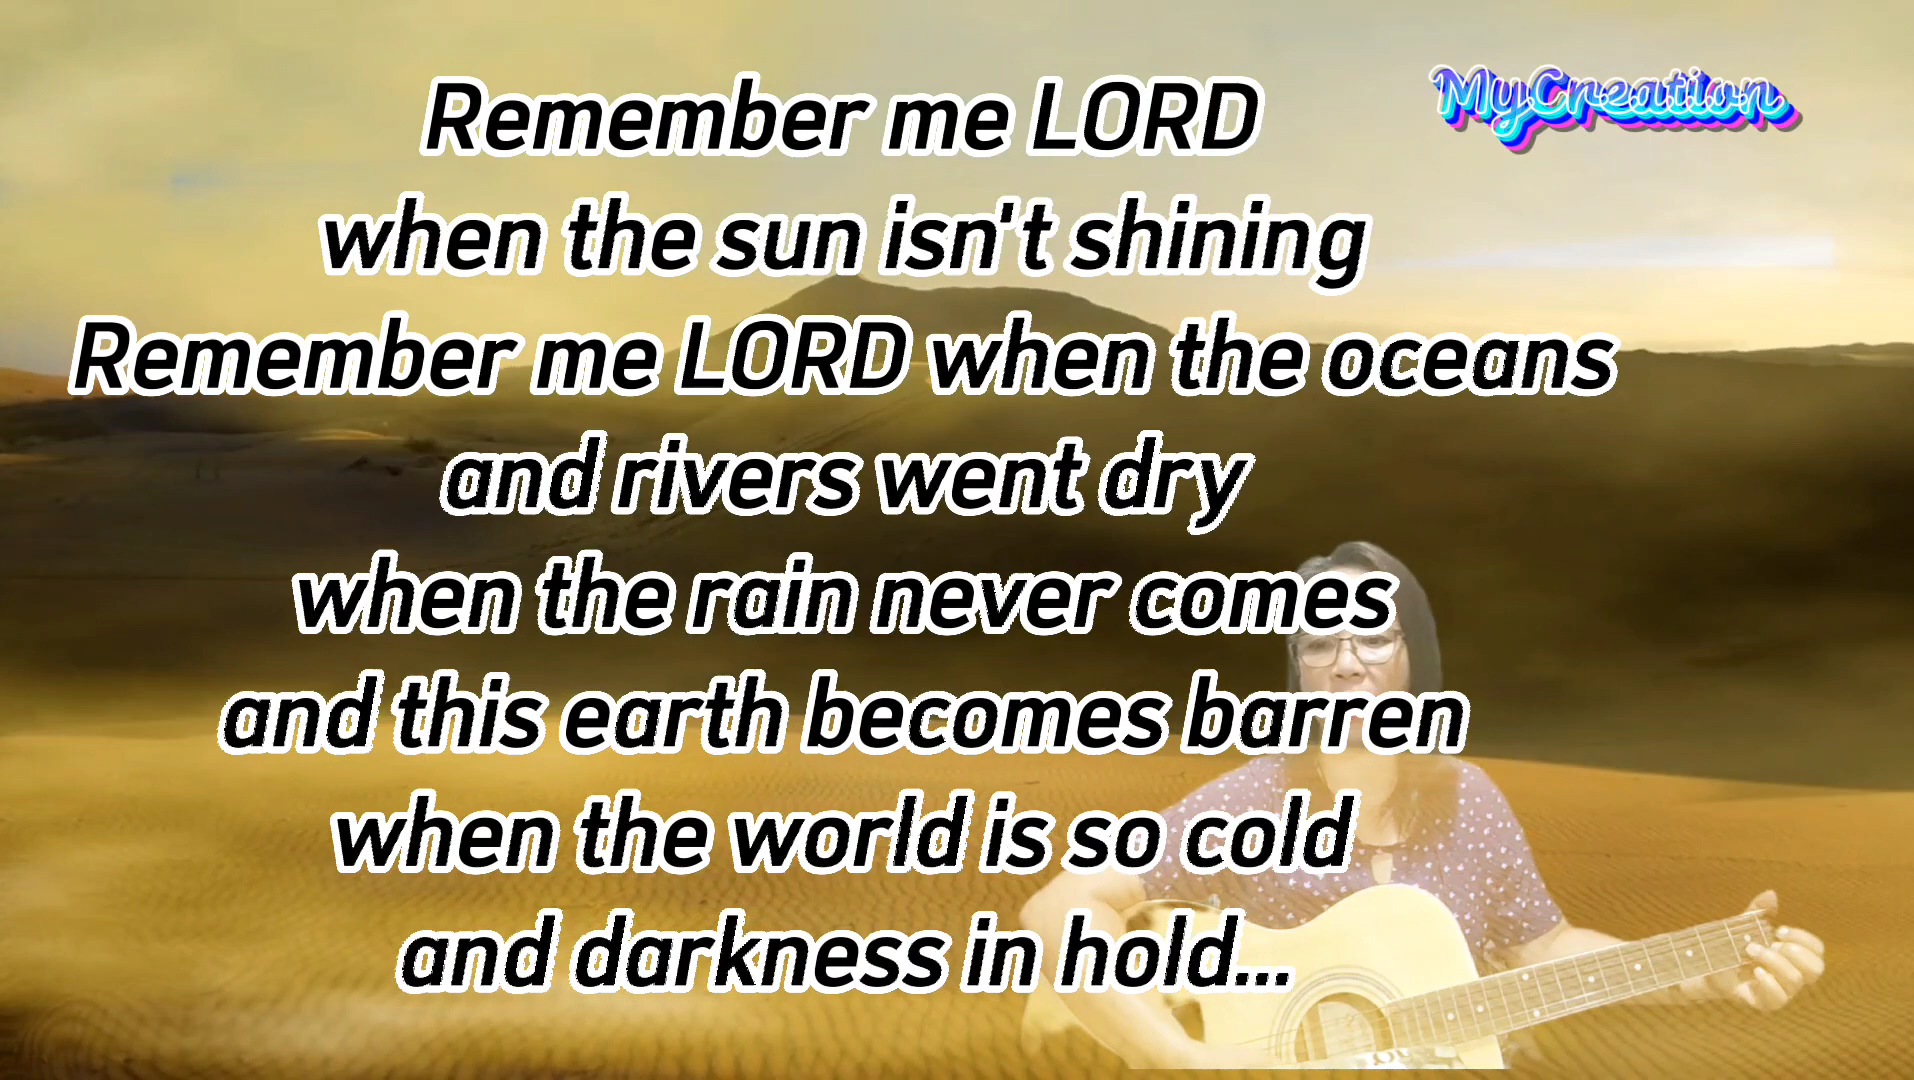 MyCreation
Remember me LORD
when the sun isn't shining
Remember me LORD when the oceans
and rivers went dry
when the rain never comes
and this earth becomes barren
when the world is so cold
and darkness in hold...